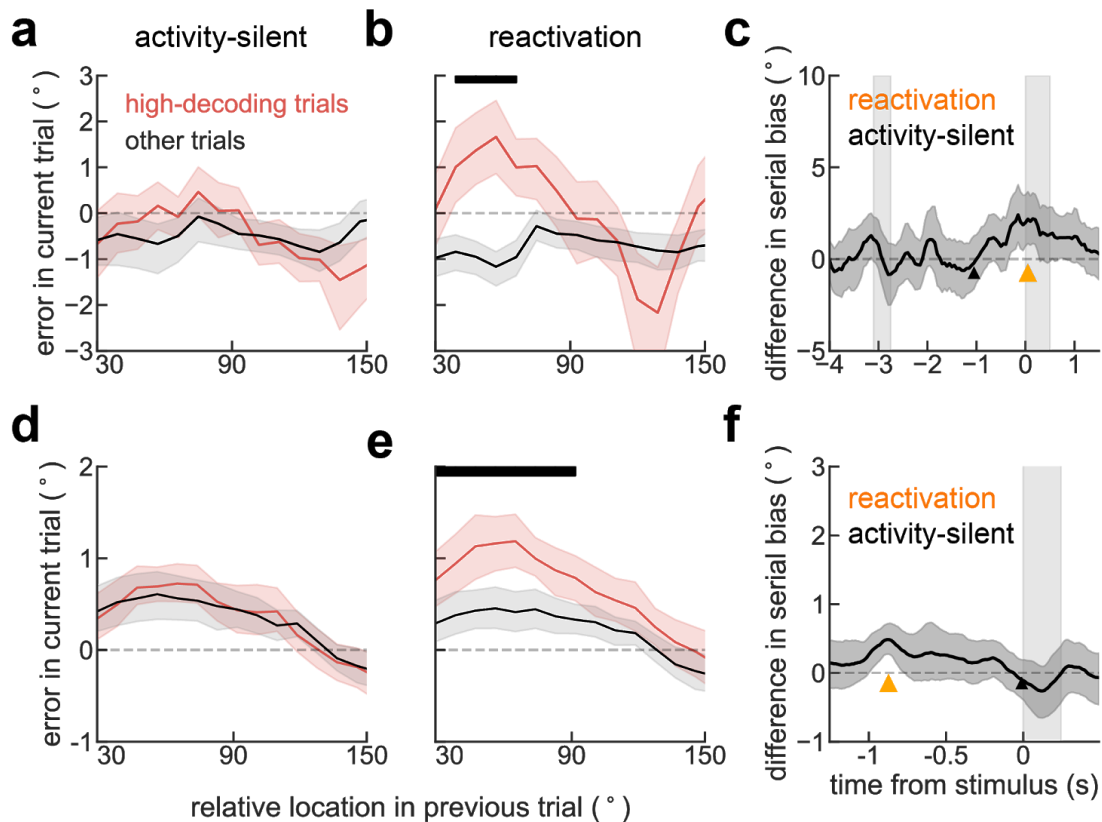 a activity-silent b reactivation c
high-decoding trials
other trials
error in current trial (°)
3
2
1
0
−1
−2
−3
30 90 150
30 90 150
reactivation
activity-silent
difference in serial bias (°)
10
5
0
−5
−4 −3 −2 −1 0 1
d e f
error in current trial (°)
2
1
0
-1
30 90 150
30 90 150
reactivation
activity-silent
difference in serial bias (°)
3
2
1
0
−1
-1 -0.5 0
time from stimulus (s)
relative location in previous trial (°)